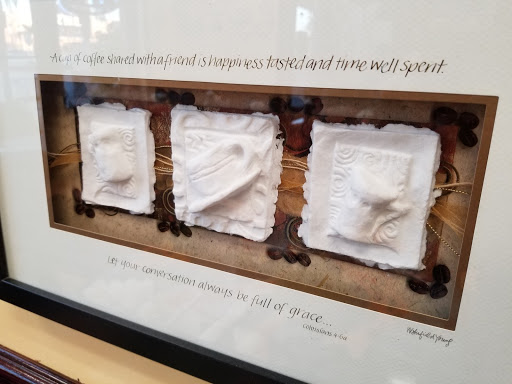 A cup of coffee shared with a friend is happiness tasted and time well spent.
Let your conversation always be full of grace...
colossians 4:6a